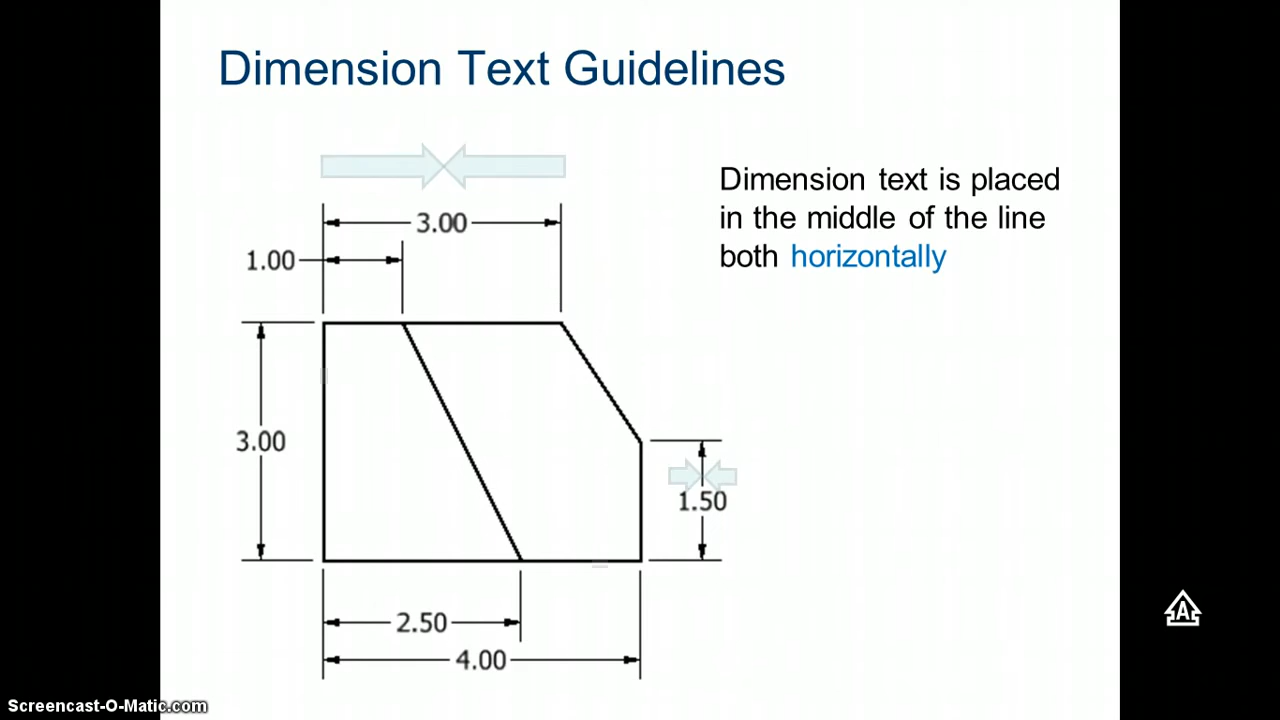 Dimension Text Guidelines
Dimension text is placed
in the middle of the line
both horizontally
3.00
1.00
3.00
1.50
2.50
4.00
A
Screencast-O-Matic.com